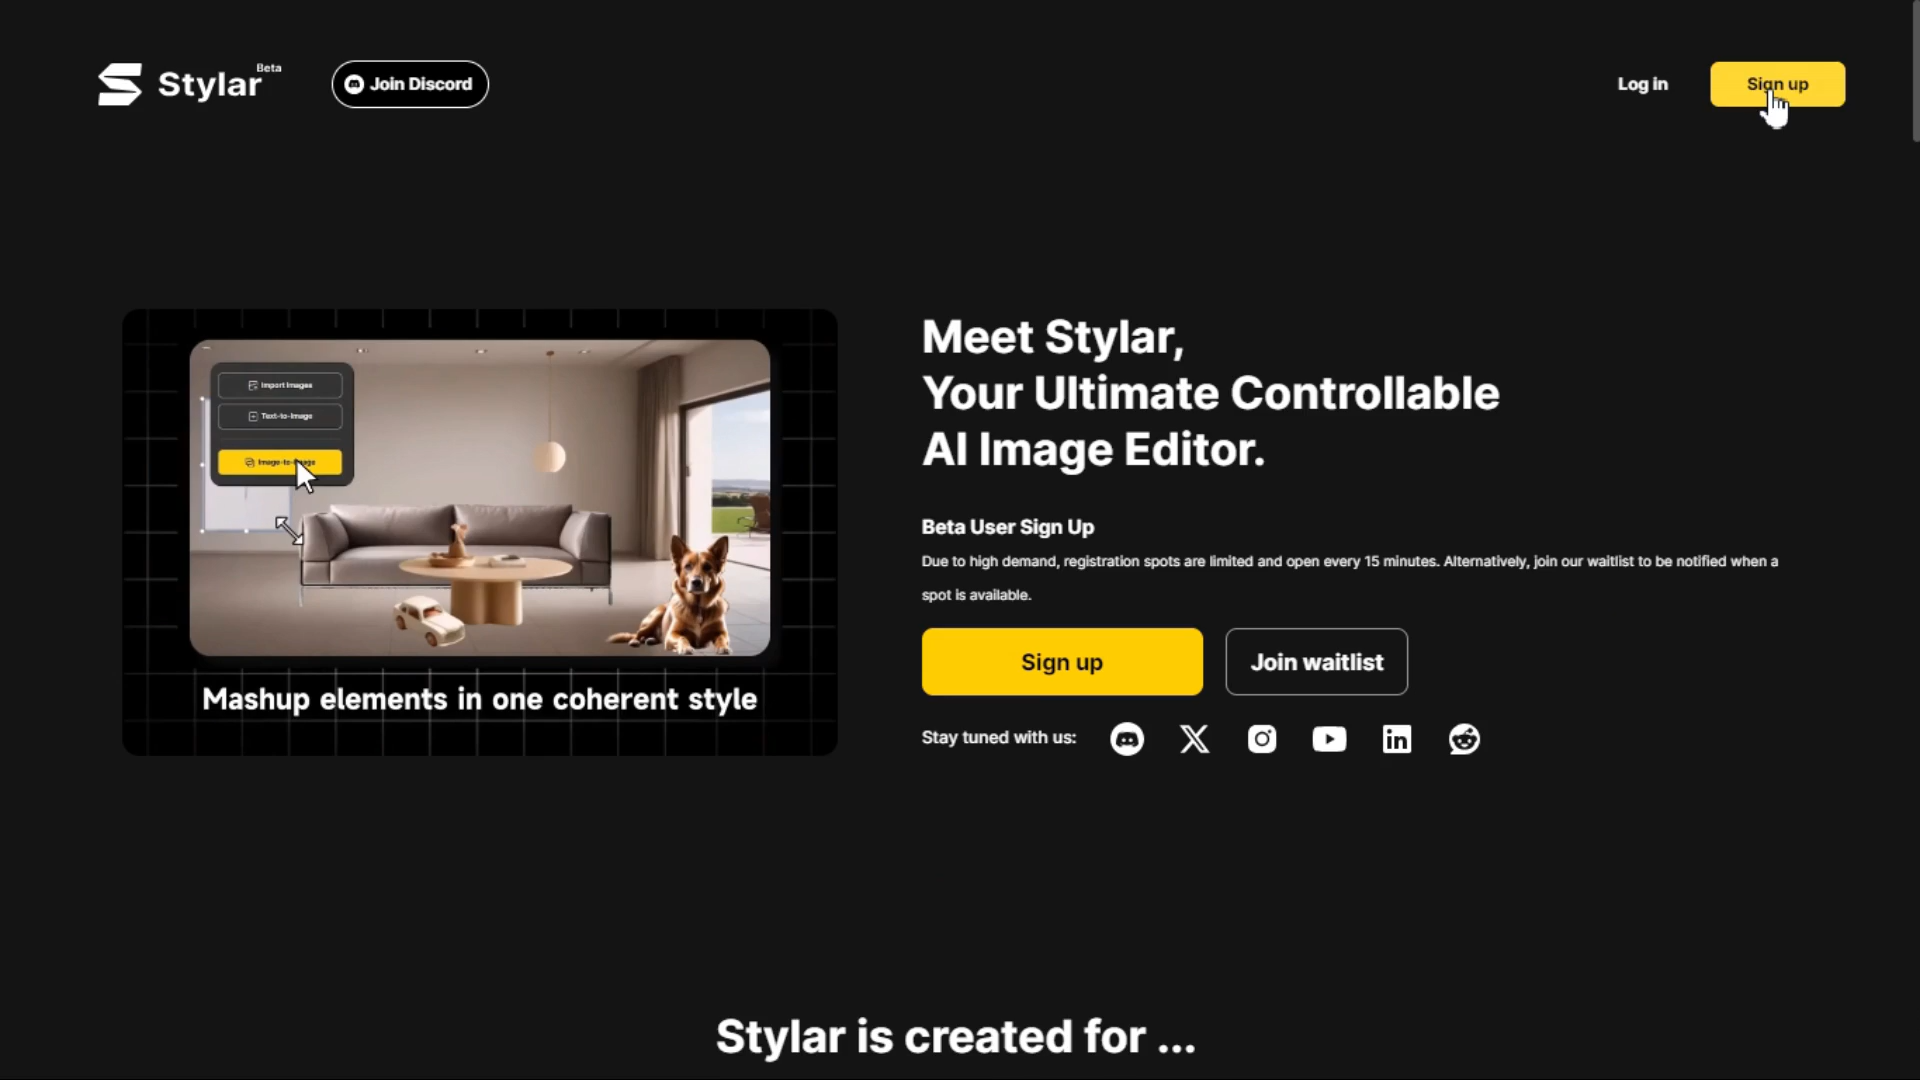 Stylar Beta
Join Discord
Log in
Sign up
Import Images
Text-to-Image
Image-to-Image
Mashup elements in one coherent style
Meet Stylar,
Your Ultimate Controllable
AI Image Editor.
Beta User Sign Up
Due to high demand, registration spots are limited and open every 15 minutes. Alternatively, join our waitlist to be notified when a
spot is available.
Sign up
Join waitlist
Stay tuned with us:
Stylar is created for ...